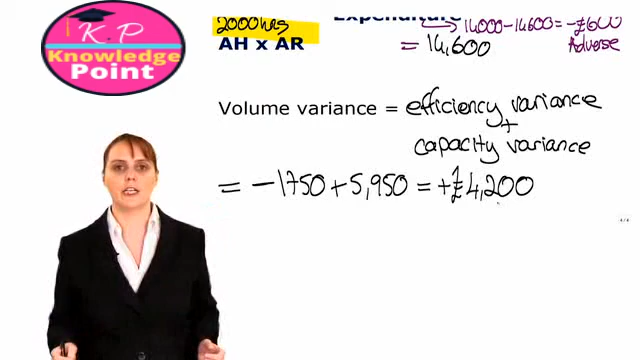 K.P
Knowledge
Point
2000hrs
AH x AR
Expenditure
14,000 - 14,600 = -£600
Adverse
= 14,600
Volume variance = efficiency variance
+
capacity variance
= -1750 + 5,950 = +£4,200